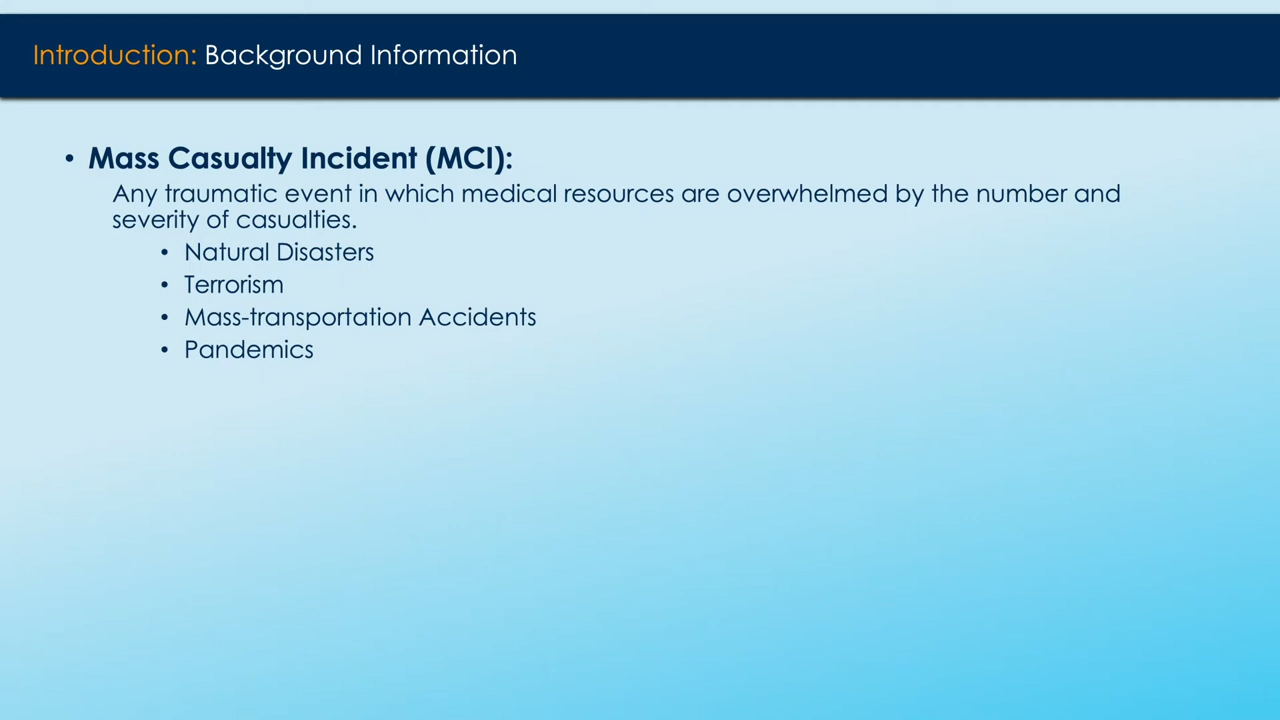 Introduction: Background Information
• Mass Casualty Incident (MCI):
Any traumatic event in which medical resources are overwhelmed by the number and
severity of casualties.
• Natural Disasters
• Terrorism
• Mass-transportation Accidents
• Pandemics